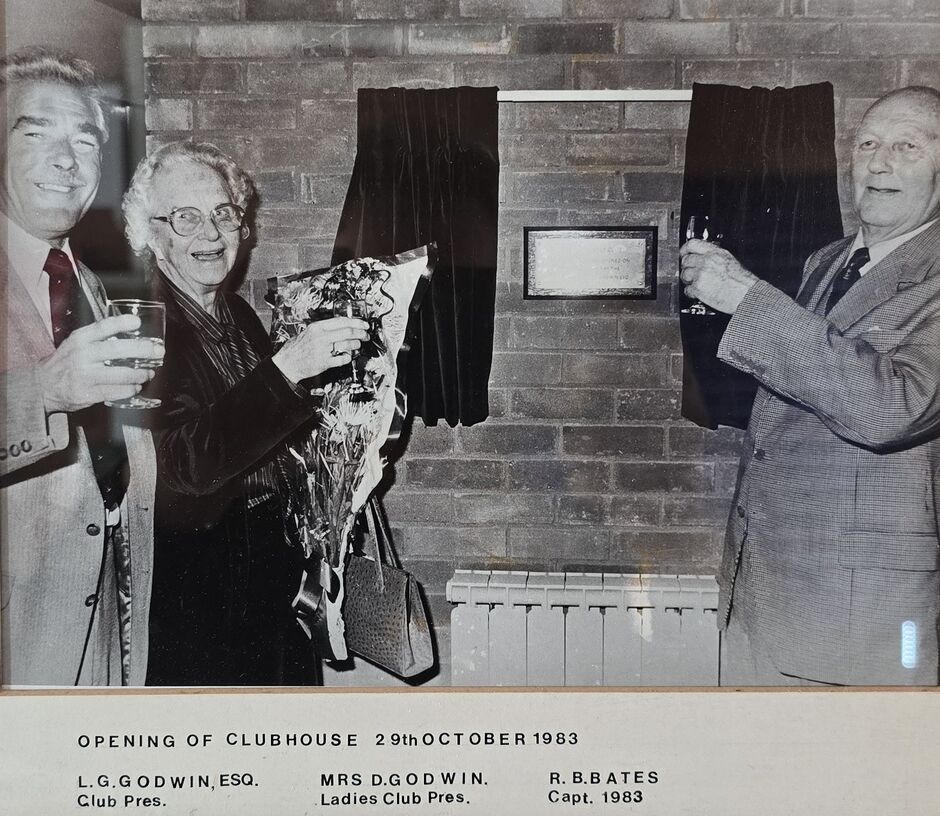 OPENING OF CLUBHOUSE 29th OCTOBER 1983
L.G.GODWIN, ESQ.
Club Pres.
MRS D.GODWIN.
Ladies Club Pres.
R.B.BATES
Capt. 1983